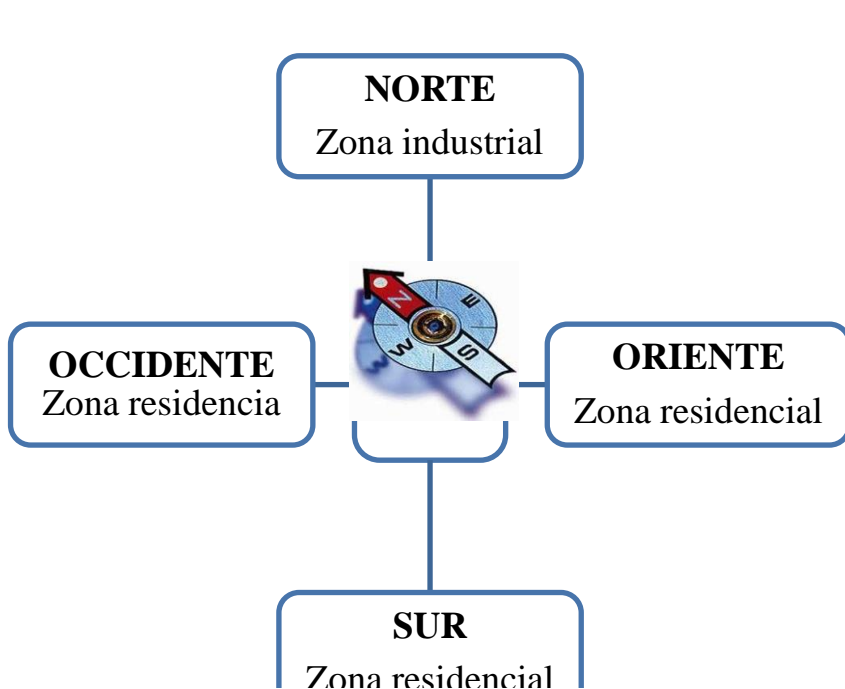 NORTE
Zona industrial
N
E
W
S
OCCIDENTE
Zona residencia
ORIENTE
Zona residencial
SUR
Zona residencial